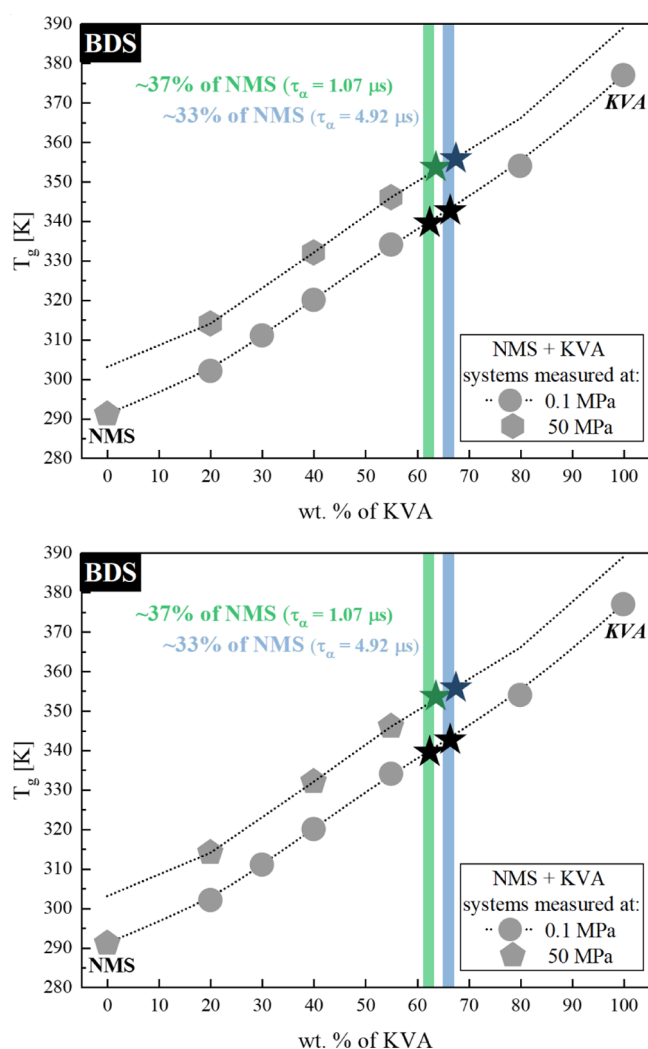 BDS
~37% of NMS (τα = 1.07 μs)
~33% of NMS (τα = 4.92 μs)
390
380
370
360
350
340
330
320
310
300
290
280
Tg [K]
KVA
NMS
NMS + KVA
systems measured at:
0.1 MPa
50 MPa
0 10 20 30 40 50 60 70 80 90 100
wt. % of KVA
BDS
~37% of NMS (τα = 1.07 μs)
~33% of NMS (τα = 4.92 μs)
390
380
370
360
350
340
330
320
310
300
290
280
Tg [K]
KVA
NMS
NMS + KVA
systems measured at:
0.1 MPa
50 MPa
0 10 20 30 40 50 60 70 80 90 100
wt. % of KVA